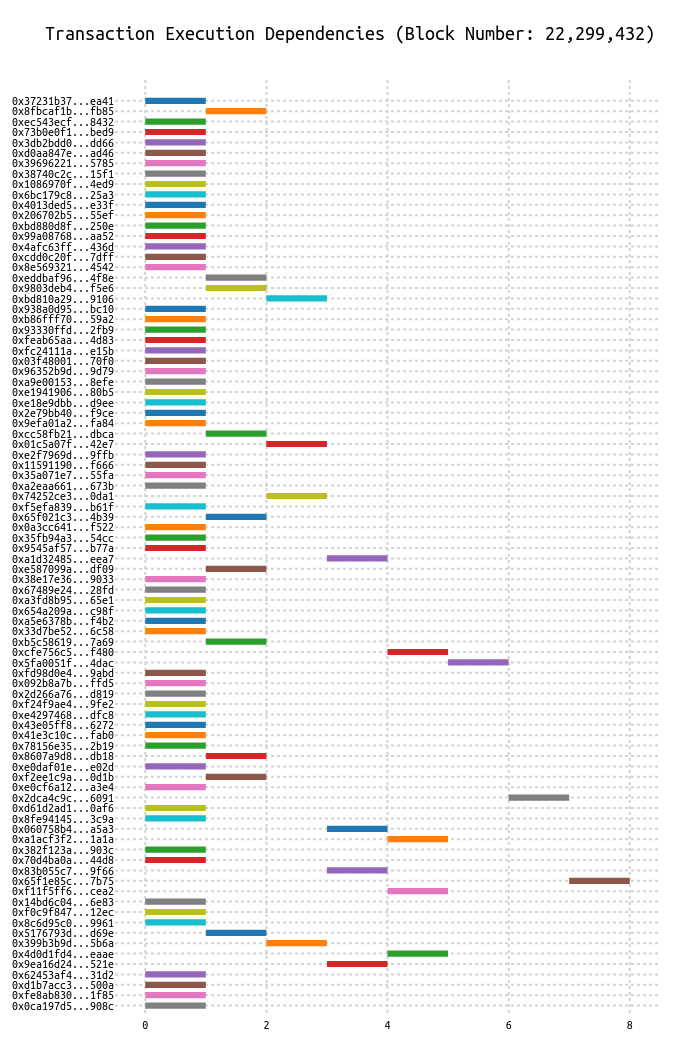 Transaction Execution Dependencies (Block Number: 22,299,432)
0x37231b37...ea41
0x8fbcaf1b...fb85
0xec543ecf...8432
0x73b0e0f1...bed9
0x3db2bdd0...dd66
0xd0aa847e...ad46
0x39696221...5785
0x38740c2c...15f1
0x1086970f...4ed9
0x6bc179c8...25a3
0x4013ded5...e33f
0x206702b5...55ef
0xbd880d8f...250e
0x99a08768...aa52
0x4afc63ff...436d
0xcdd0c20f...7dff
0x8e569321...4542
0xeddbaf96...4f8e
0x9803deb4...f5e6
0xbd810a29...9106
0x938a0d95...bc10
0xb86fff70...59a2
0x93330ffd...2fb9
0xfeab65aa...4d83
0xfc24111a...e15b
0x03f48001...70f0
0x96352b9d...9d79
0xa9e00153...8efe
0xe1941906...80b5
0xe18e9dbb...d9ee
0x2e79bb40...f9ce
0x9efa01a2...fa84
0xcc58fb21...dbca
0x01c5a07f...42e7
0xe2f7969d...9ffb
0x11591190...f666
0x35a071e7...55fa
0xa2eaa661...673b
0x74252ce3...0da1
0xf5efa839...b61f
0x65f021c3...4b39
0x0a3cc641...f522
0x35fb94a3...54cc
0x9545af57...b77a
0xa1d32485...eea7
0xe587099a...df09
0x38e17e36...9033
0x67489e24...28fd
0xa3fd8b95...65e1
0x654a209a...c98f
0xa5e6378b...f4b2
0x33d7be52...6c58
0xb5c58619...7a69
0xcfe756c5...f480
0x5fa0051f...4dac
0xfd98d0e4...9abd
0x092b8a7b...ffd5
0x2d266a76...d819
0xf24f9ae4...9fe2
0xe4297468...dfc8
0x43e05ff8...6272
0x41e3c10c...fab0
0x78156e35...2b19
0x8607a9d8...db18
0xe0daf01e...e02d
0xf2ee1c9a...0d1b
0xe0cf6a12...a3e4
0x2dca4c9c...6091
0xd61d2ad1...0af6
0x8fe94145...3c9a
0x060758b4...a5a3
0xa1acf3f2...1a1a
0x382f123a...903c
0x70d4ba0a...44d8
0x83b055c7...9f66
0x65f1e85c...7b75
0xf11f5ff6...cea2
0x14bd6c04...6e83
0xf0c9f847...12ec
0x8c6d95c0...9961
0x5176793d...d69e
0x399b3b9d...5b6a
0x4d0d1fd4...eaae
0x9ea16d24...521e
0x62453af4...31d2
0xd1b7acc3...500a
0xfe8ab830...1f85
0x0ca197d5...908c
0 2 4 6 8